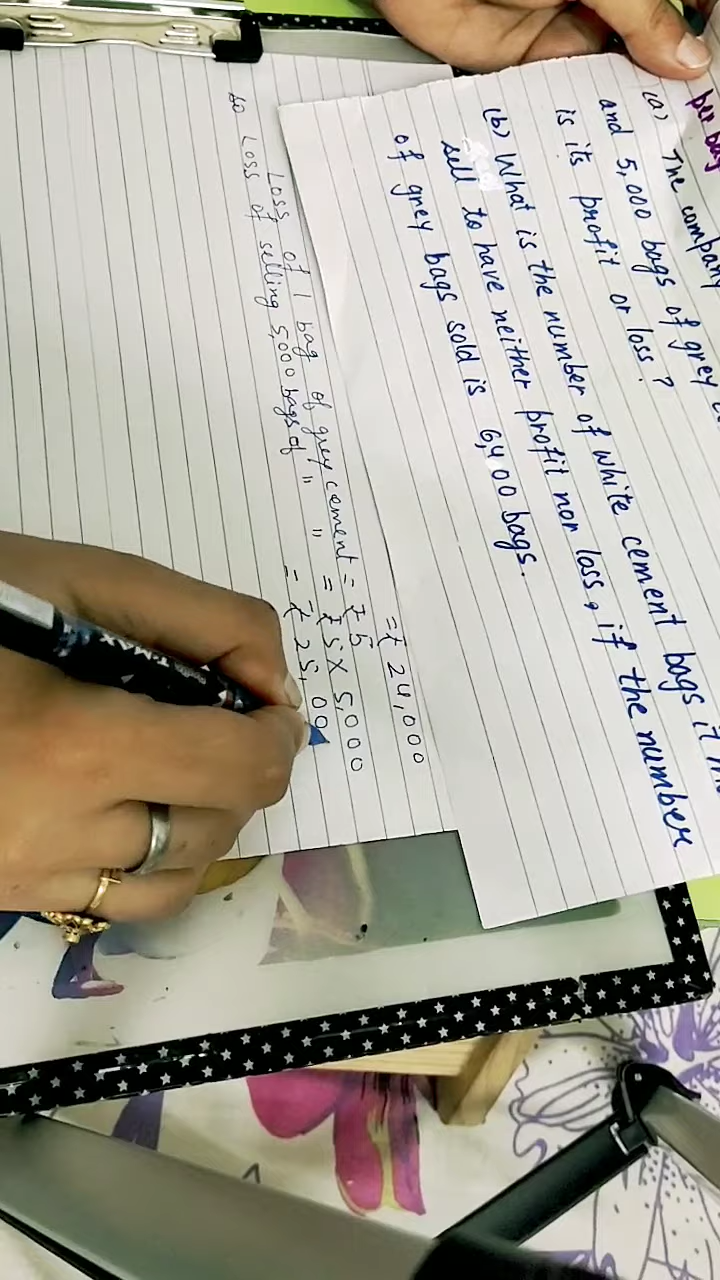 per bag
(a) The company
and 5,000 bags of grey
is its profit or loss?
(b) What is the number of white cement bags it
sell to have neither profit nor loss, if the number
of grey bags sold is 6,400 bags.
= ₹ 24,000
Loss of 1 bag of grey cement = ₹ 5
so Loss of selling 5,000 bags of " " = ₹ 5 X 5,000
= ₹ 25,00
T-MAX